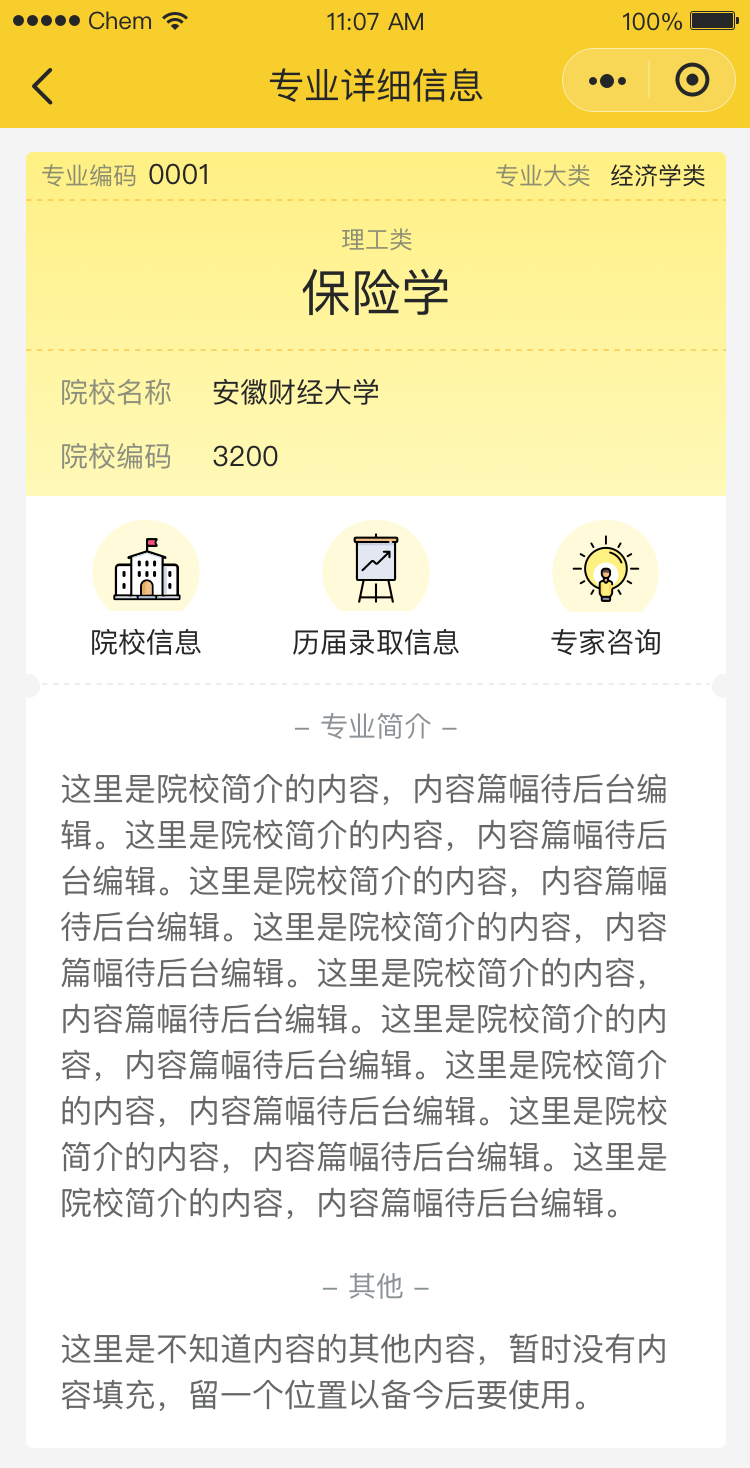 Chem 11:07 AM 100%
专业详细信息
专业编码 0001 专业大类 经济学类
理工类
保险学
院校名称 安徽财经大学
院校编码 3200
院校信息 历届录取信息 专家咨询
– 专业简介 –
这里是院校简介的内容，内容篇幅待后台编
辑。这里是院校简介的内容，内容篇幅待后
台编辑。这里是院校简介的内容，内容篇幅
待后台编辑。这里是院校简介的内容，内容
篇幅待后台编辑。这里是院校简介的内容，
内容篇幅待后台编辑。这里是院校简介的内
容，内容篇幅待后台编辑。这里是院校简介
的内容，内容篇幅待后台编辑。这里是院校
简介的内容，内容篇幅待后台编辑。这里是
院校简介的内容，内容篇幅待后台编辑。
– 其他 –
这里是不知道内容的其他内容，暂时没有内
容填充，留一个位置以备今后要使用。